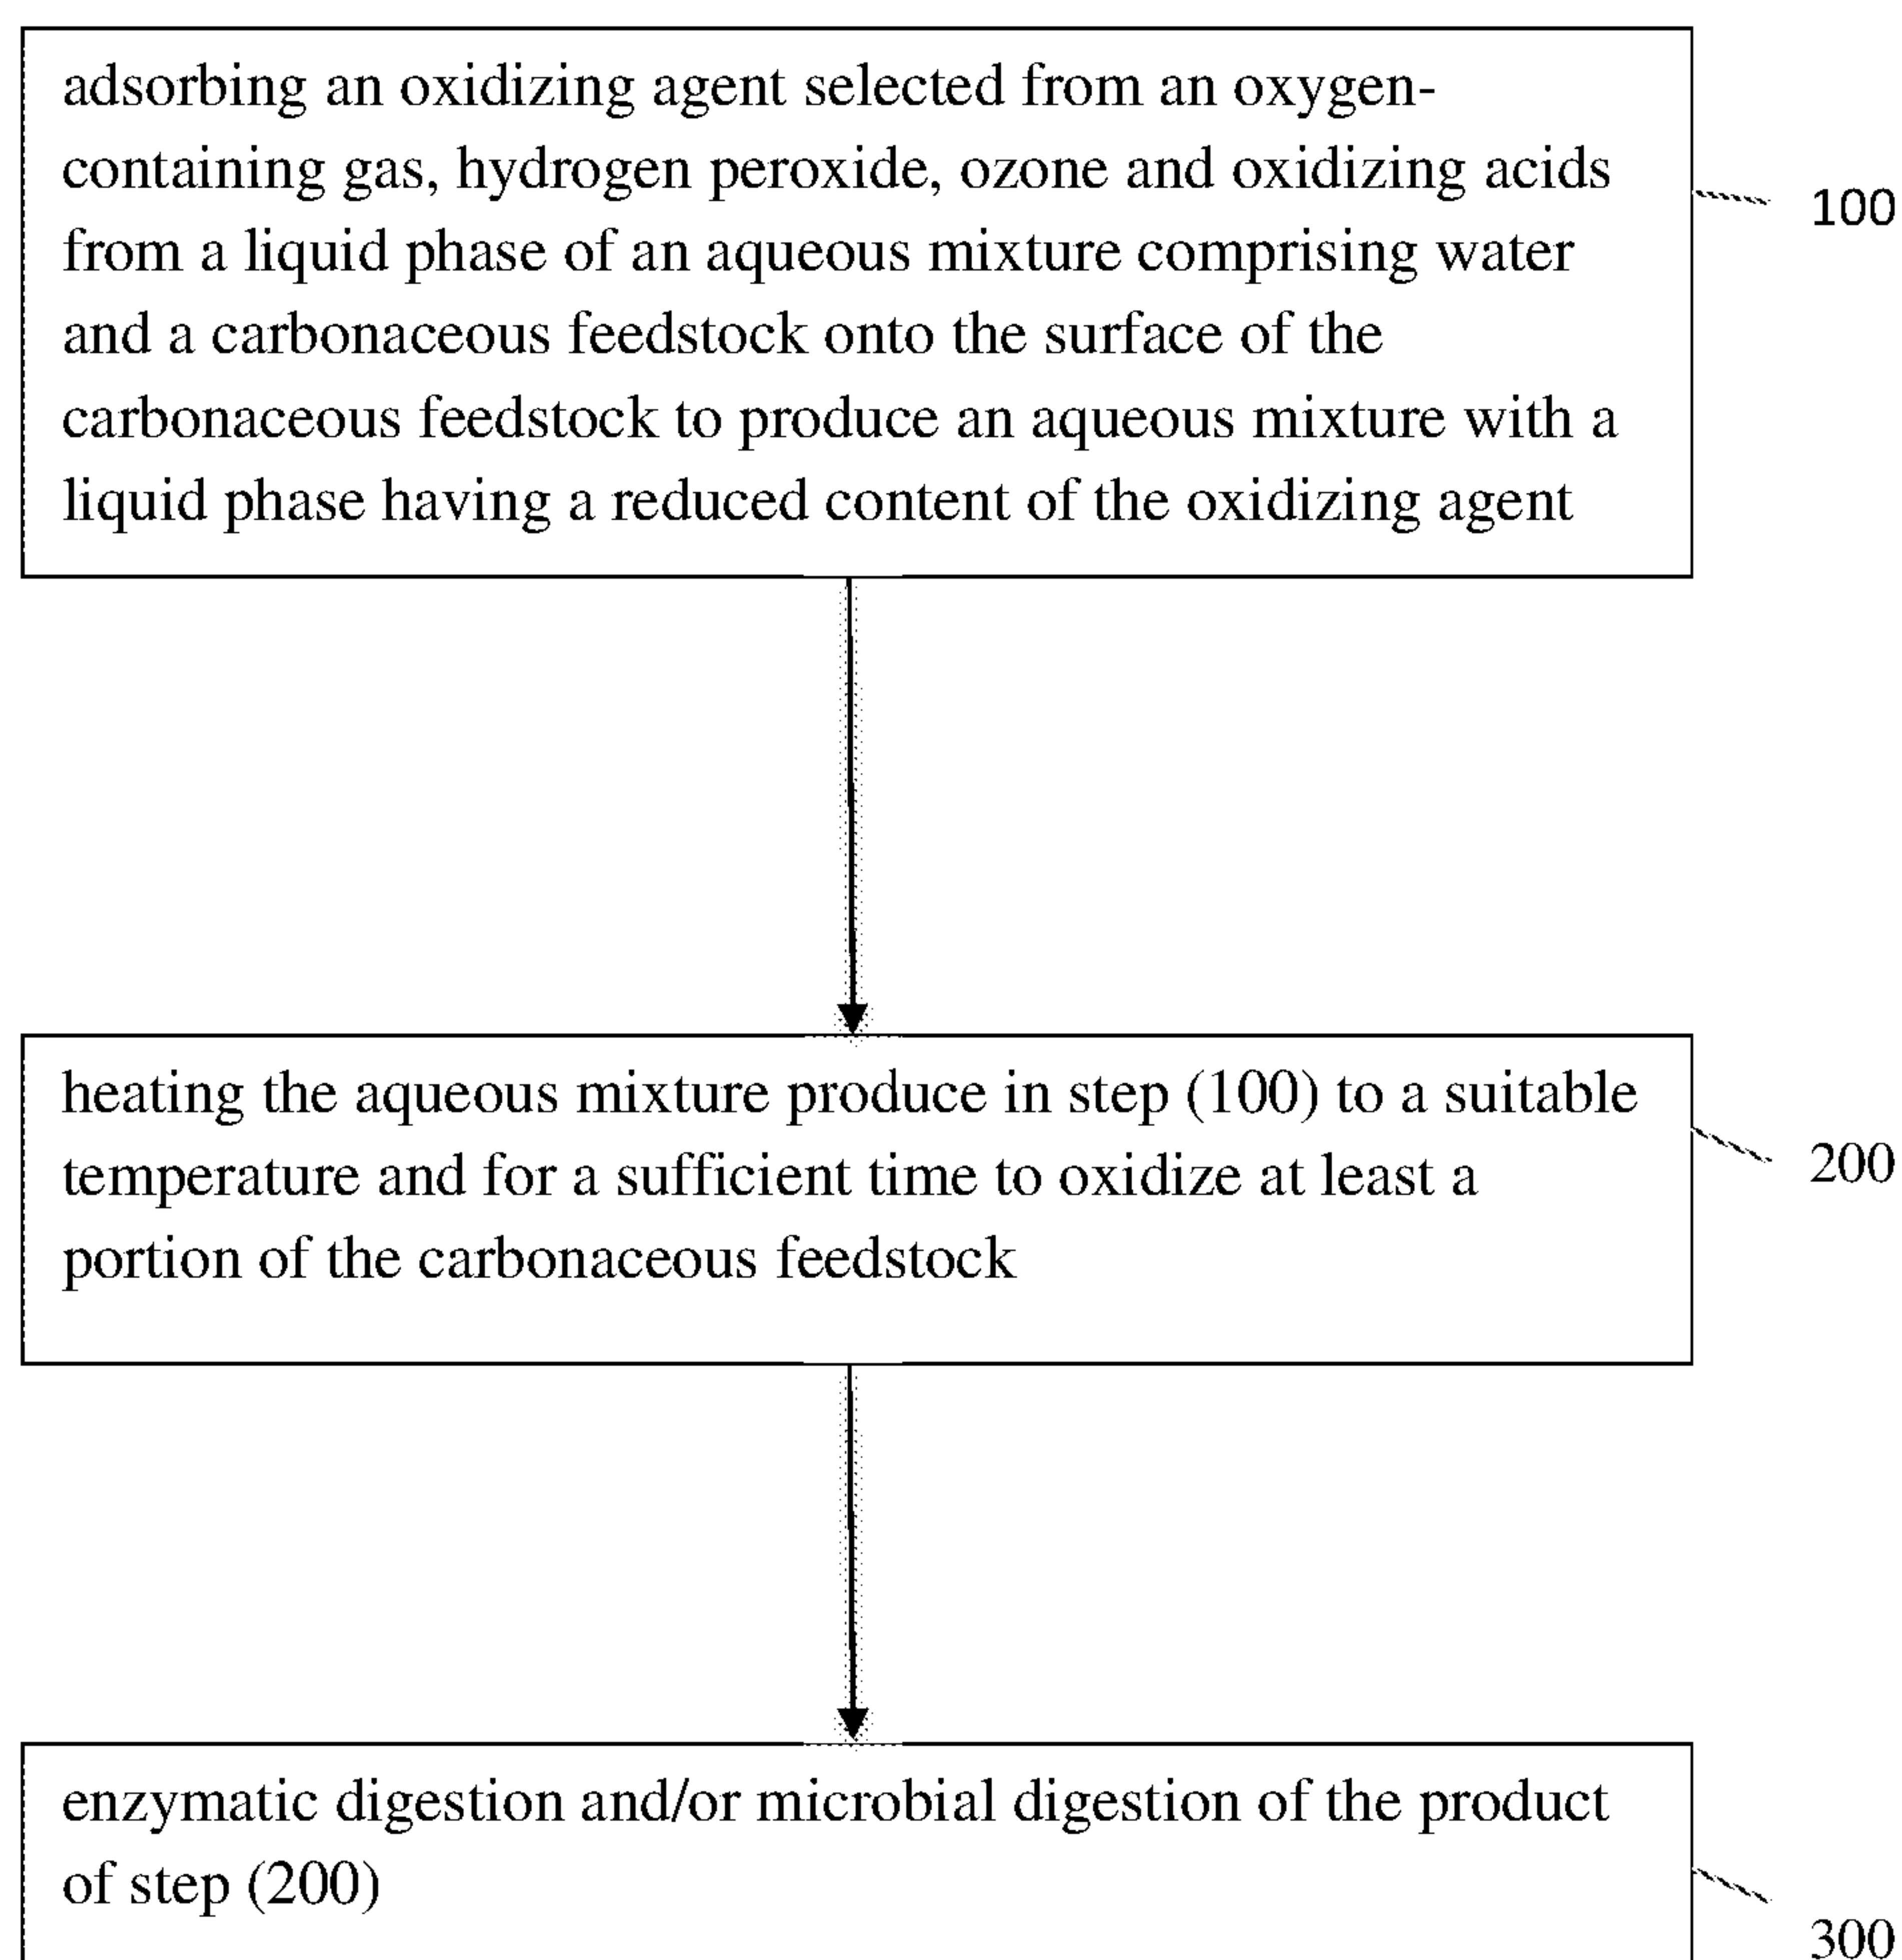 adsorbing an oxidizing agent selected from an oxygen-
containing gas, hydrogen peroxide, ozone and oxidizing acids
from a liquid phase of an aqueous mixture comprising water
and a carbonaceous feedstock onto the surface of the
carbonaceous feedstock to produce an aqueous mixture with a
liquid phase having a reduced content of the oxidizing agent
100
heating the aqueous mixture produce in step (100) to a suitable
temperature and for a sufficient time to oxidize at least a
portion of the carbonaceous feedstock
200
enzymatic digestion and/or microbial digestion of the product
of step (200)
300